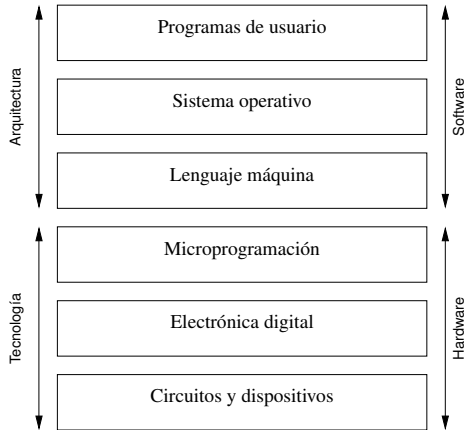 Programas de usuario
Sistema operativo
Lenguaje máquina
Microprogramación
Electrónica digital
Circuitos y dispositivos
Arquitectura
Tecnología
Software
Hardware